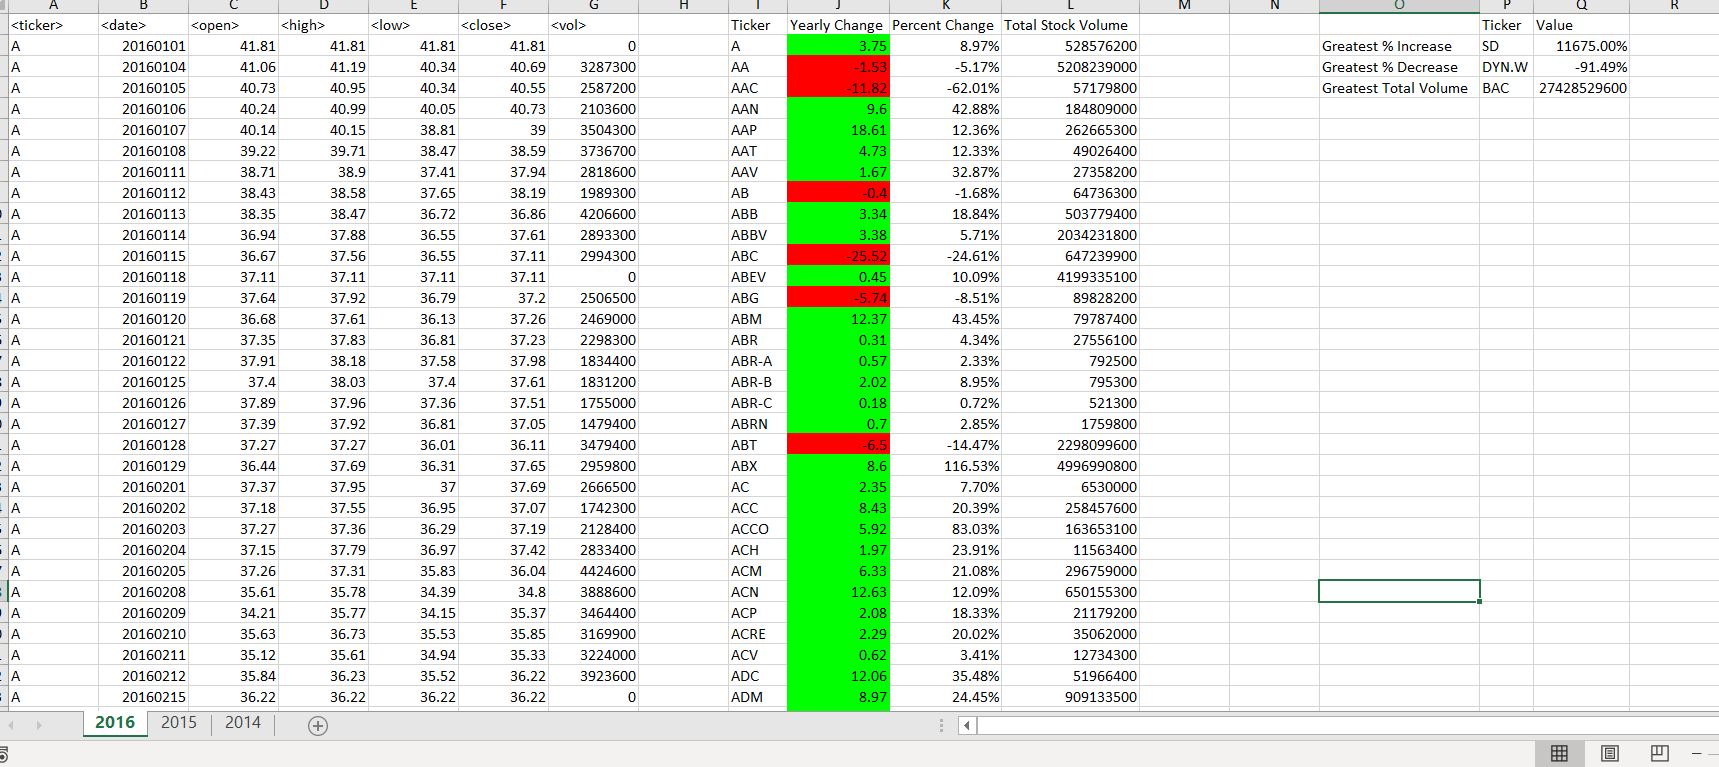 A B C D E F G H I J K L M N O P Q R
<ticker> <date> <open> <high> <low> <close> <vol> Ticker Yearly Change Percent Change Total Stock Volume Ticker Value
A 20160101 41.81 41.81 41.81 41.81 0 A 3.75 8.97% 528576200 Greatest % Increase SD 11675.00%
A 20160104 41.06 41.19 40.34 40.69 3287300 AA -1.53 -5.17% 5208239000 Greatest % Decrease DYN.W -91.49%
A 20160105 40.73 40.95 40.34 40.55 2587200 AAC -11.82 -62.01% 57179800 Greatest Total Volume BAC 27428529600
A 20160106 40.24 40.99 40.05 40.73 2103600 AAN 9.6 42.88% 184809000
A 20160107 40.14 40.15 38.81 39 3504300 AAP 18.61 12.36% 262665300
A 20160108 39.22 39.71 38.47 38.59 3736700 AAT 4.73 12.33% 49026400
A 20160111 38.71 38.9 37.41 37.94 2818600 AAV 1.67 32.87% 27358200
A 20160112 38.43 38.58 37.65 38.19 1989300 AB -0.4 -1.68% 64736300
A 20160113 38.35 38.47 36.72 36.86 4206600 ABB 3.34 18.84% 503779400
A 20160114 36.94 37.88 36.55 37.61 2893300 ABBV 3.38 5.71% 2034231800
A 20160115 36.67 37.56 36.55 37.11 2994300 ABC -25.52 -24.61% 647239900
A 20160118 37.11 37.11 37.11 37.11 0 ABEV 0.45 10.09% 4199335100
A 20160119 37.64 37.92 36.79 37.2 2506500 ABG -5.74 -8.51% 89828200
A 20160120 36.68 37.61 36.13 37.26 2469000 ABM 12.37 43.45% 79787400
A 20160121 37.35 37.83 36.81 37.23 2298300 ABR 0.31 4.34% 27556100
A 20160122 37.91 38.18 37.58 37.98 1834400 ABR-A 0.57 2.33% 792500
A 20160125 37.4 38.03 37.4 37.61 1831200 ABR-B 2.02 8.95% 795300
A 20160126 37.89 37.96 37.36 37.51 1755000 ABR-C 0.18 0.72% 521300
A 20160127 37.39 37.92 36.81 37.05 1479400 ABRN 0.7 2.85% 1759800
A 20160128 37.27 37.27 36.01 36.11 3479400 ABT -6.5 -14.47% 2298099600
A 20160129 36.44 37.69 36.31 37.65 2959800 ABX 8.6 116.53% 4996990800
A 20160201 37.37 37.95 37 37.69 2666500 AC 2.35 7.70% 6530000
A 20160202 37.18 37.55 36.95 37.07 1742300 ACC 8.43 20.39% 258457600
A 20160203 37.27 37.36 36.29 37.19 2128400 ACCO 5.92 83.03% 163653100
A 20160204 37.15 37.79 36.97 37.42 2833400 ACH 1.97 23.91% 11563400
A 20160205 37.26 37.31 35.83 36.04 4424600 ACM 6.33 21.08% 296759000
A 20160208 35.61 35.78 34.39 34.8 3888600 ACN 12.63 12.09% 650155300
A 20160209 34.21 35.77 34.15 35.37 3464400 ACP 2.08 18.33% 21179200
A 20160210 35.63 36.73 35.53 35.85 3169900 ACRE 2.29 20.02% 35062000
A 20160211 35.12 35.61 34.94 35.33 3224000 ACV 0.62 3.41% 12734300
A 20160212 35.84 36.23 35.52 36.22 3923600 ADC 12.06 35.48% 51966400
A 20160215 36.22 36.22 36.22 36.22 0 ADM 8.97 24.45% 909133500
2016 2015 2014